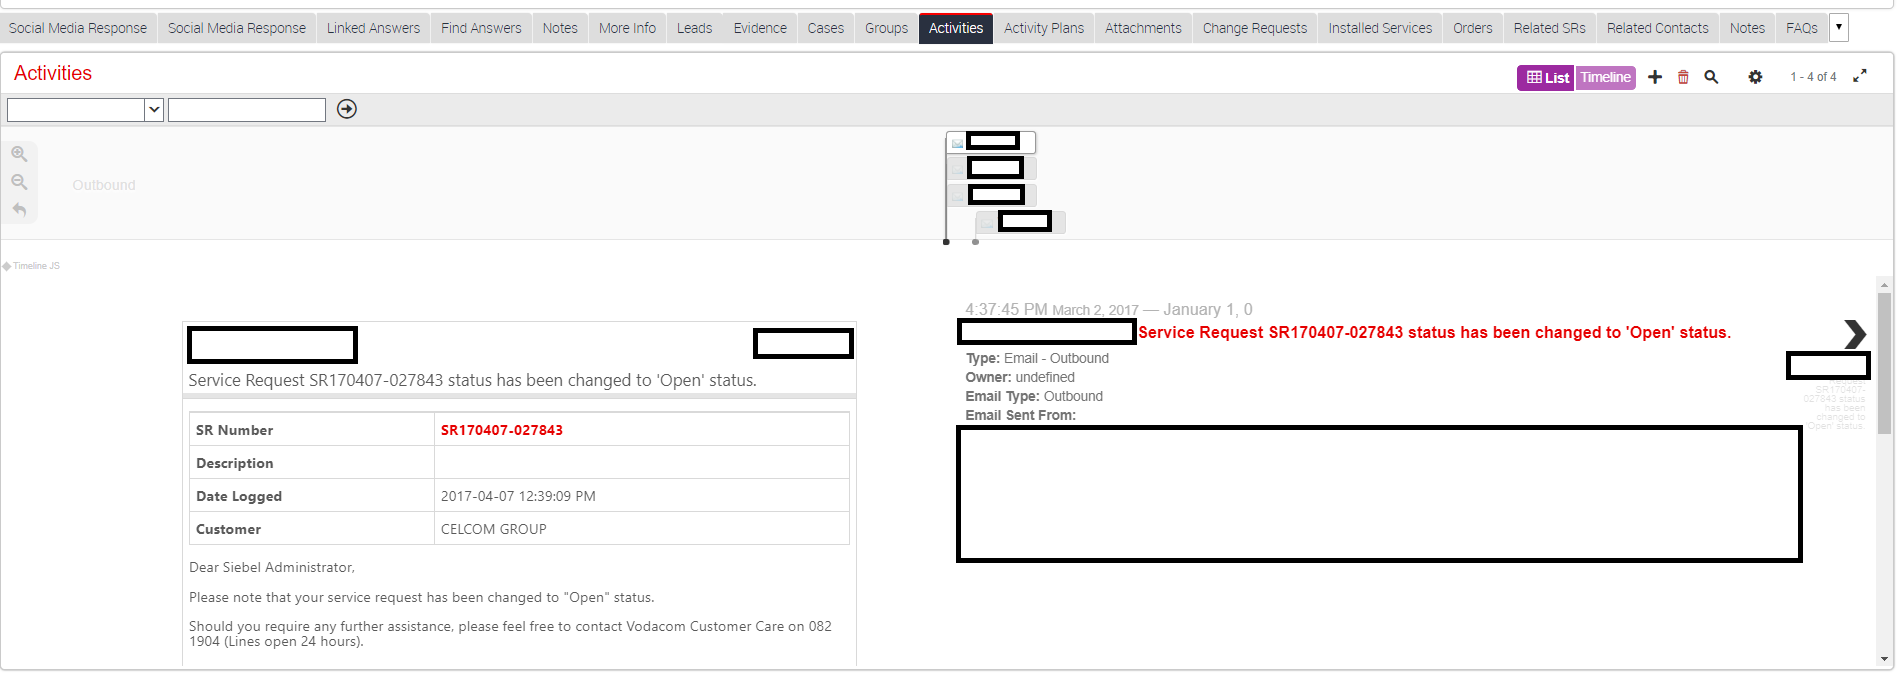 Social Media Response Social Media Response Linked Answers Find Answers Notes More Info Leads Evidence Cases Groups Activities Activity Plans Attachments Change Requests Installed Services Orders Related SRs Related Contacts Notes FAQs
Activities
List Timeline 1 - 4 of 4
Outbound
Timeline JS
Service Request SR170407-027843 status has been changed to 'Open' status.
SR Number SR170407-027843
Description
Date Logged 2017-04-07 12:39:09 PM
Customer CELCOM GROUP
Dear Siebel Administrator,
Please note that your service request has been changed to "Open" status.
Should you require any further assistance, please feel free to contact Vodacom Customer Care on 082
1904 (Lines open 24 hours).
4:37:45 PM March 2, 2017 — January 1, 0
Service Request SR170407-027843 status has been changed to 'Open' status.
Type: Email - Outbound
Owner: undefined
Email Type: Outbound
Email Sent From:
SR170407-
027843 status
has been
changed to
'Open' status.